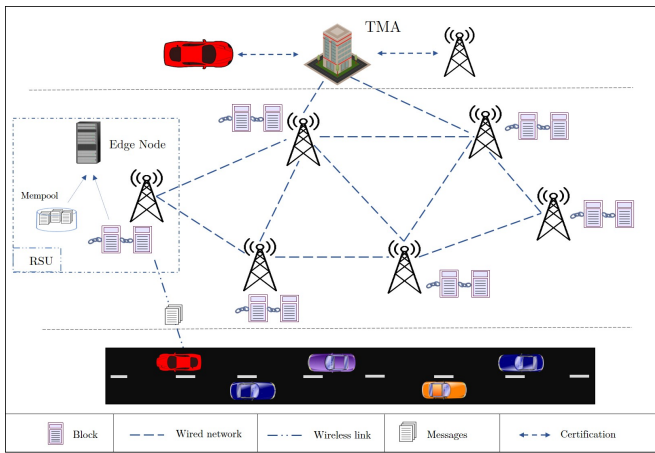 TMA
Edge Node
Mempool
RSU
Block
Wired network
Wireless link
Messages
Certification